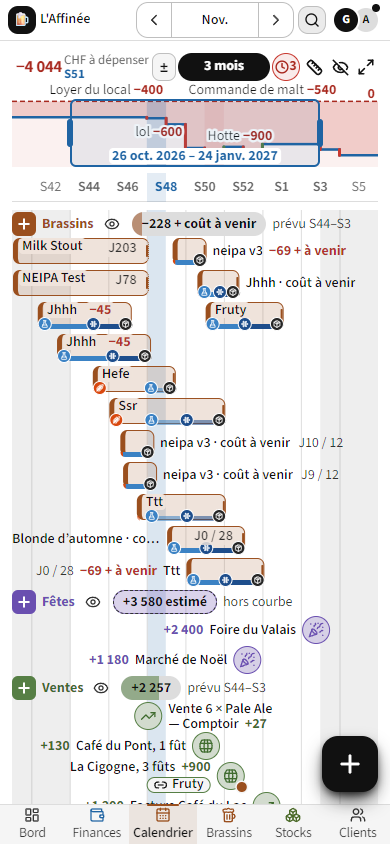 L'Affinée
Nov.
G
A
−4 044 CHF à dépenser
S51
±
3 mois
3
Loyer du local −400
Commande de malt −540
0
lol −600
Hotte −900
26 oct. 2026 – 24 janv. 2027
S42 S44 S46 S48 S50 S52 S1 S3 S5
Brassins
−228 + coût à venir
prévu S44–S3
Milk Stout J203
neipa v3 −69 + à venir
NEIPA Test J78
Jhhh · coût à venir
Jhhh −45
Fruty
Jhhh −45
Hefe
Ssr
neipa v3 · coût à venir J10 / 12
neipa v3 · coût à venir J9 / 12
Ttt
Blonde d'automne · co…
J0 / 28
J0 / 28 −69 + à venir Ttt
Fêtes
+3 580 estimé
hors courbe
+2 400 Foire du Valais
+1 180 Marché de Noël
Ventes
+2 257
prévu S44–S3
Vente 6 × Pale Ale
— Comptoir +27
+130 Café du Pont, 1 fût
La Cigogne, 3 fûts +900
Fruty
Bord
Finances
Calendrier
Brassins
Stocks
Clients